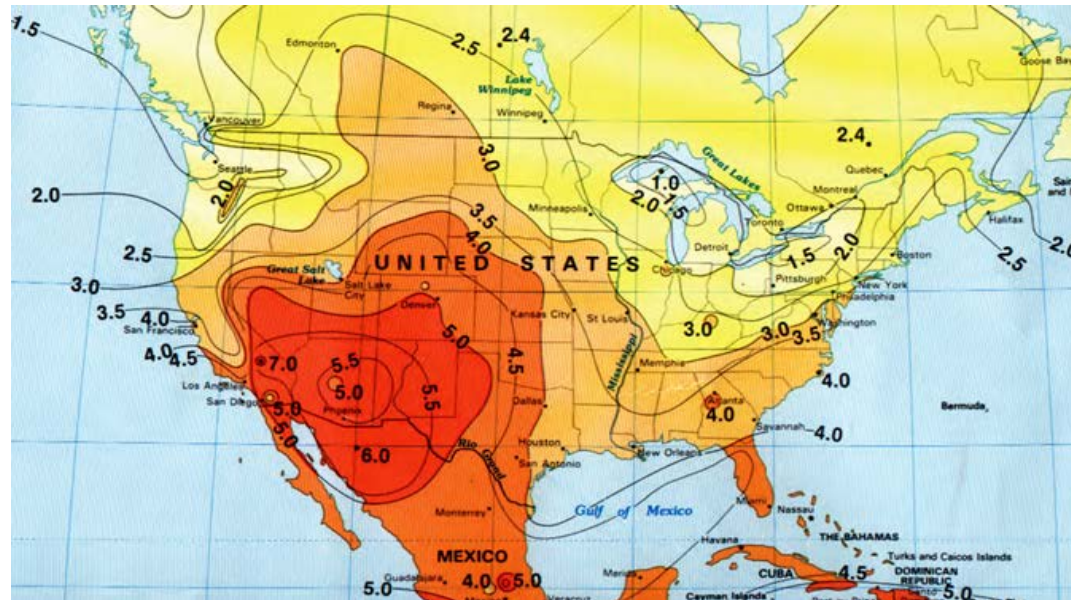 1.5
Edmonton
2.5
2.4
Goose Bay
Lake
Winnipeg
Regina
Winnipeg
Vancouver
2.4
3.0
Great Lakes
Seattle
Quebec
1.0
Montreal
2.0
2.0
2.0
1.5
Ottawa
Minneapolis
3.5
Toronto
Halifax
4.0
2.0
2.5
Detroit
1.5
2.0
Boston
2.5
UNITED STATES
Chicago
Great Salt
Lake
Salt Lake
City
Pittsburgh
3.0
New York
Denver
Philadelphia
3.5
Kansas City
St Louis
4.0
San Francisco
5.0
3.0
3.0
3.5
Washington
4.0
4.5
7.0
5.5
4.5
Mississippi
Memphis
Los Angeles
5.0
5.5
4.0
San Diego
5.0
Phoenix
Dallas
Atlanta
4.0
Bermuda
5.0
Savannah
4.0
6.0
Rio Grand
Houston
New Orleans
San Antonio
Monterrey
Gulf of Mexico
Miami
Nassau
THE BAHAMAS
Havana
MEXICO
Turks and Caicos Islands
Guadalajara
4.0
5.0
CUBA
4.5
DOMINICAN
REPUBLIC
5.0
Cayman Islands
5.0